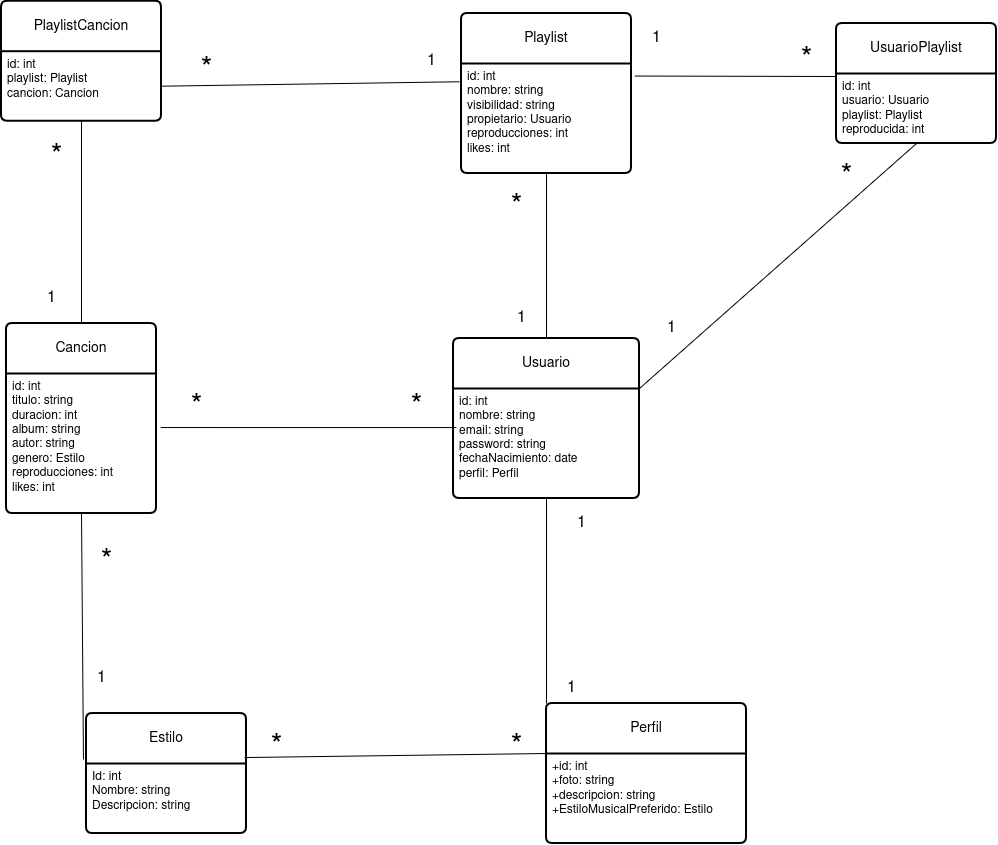 PlaylistCancion
id: int
playlist: Playlist
cancion: Cancion
*
1
Playlist
id: int
nombre: string
visibilidad: string
propietario: Usuario
reproducciones: int
likes: int
1
*
UsuarioPlaylist
id: int
usuario: Usuario
playlist: Playlist
reproducida: int
*
*
*
1
1
1
Cancion
id: int
titulo: string
duracion: int
album: string
autor: string
genero: Estilo
reproducciones: int
likes: int
*
*
Usuario
id: int
nombre: string
email: string
password: string
fechaNacimiento: date
perfil: Perfil
*
1
1
1
Estilo
Id: int
Nombre: string
Descripcion: string
*
*
Perfil
+id: int
+foto: string
+descripcion: string
+EstiloMusicalPreferido: Estilo